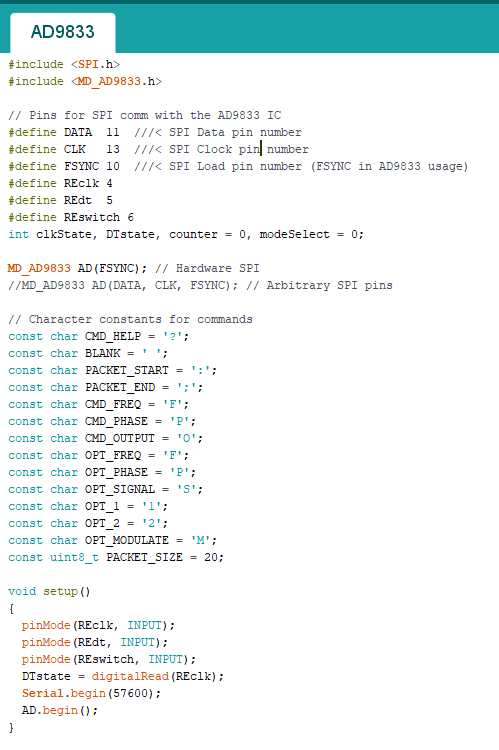 AD9833
#include <SPI.h>
#include <MD_AD9833.h>
// Pins for SPI comm with the AD9833 IC
#define DATA  11  ///< SPI Data pin number
#define CLK   13  ///< SPI Clock pin number
#define FSYNC 10  ///< SPI Load pin number (FSYNC in AD9833 usage)
#define REclk 4
#define REdt  5
#define REswitch 6
int clkState, DTstate, counter = 0, modeSelect = 0;
MD_AD9833 AD(FSYNC); // Hardware SPI
//MD_AD9833 AD(DATA, CLK, FSYNC); // Arbitrary SPI pins
// Character constants for commands
const char CMD_HELP = '?';
const char BLANK = ' ';
const char PACKET_START = ':';
const char PACKET_END = ';';
const char CMD_FREQ = 'F';
const char CMD_PHASE = 'P';
const char CMD_OUTPUT = 'O';
const char OPT_FREQ = 'F';
const char OPT_PHASE = 'P';
const char OPT_SIGNAL = 'S';
const char OPT_1 = '1';
const char OPT_2 = '2';
const char OPT_MODULATE = 'M';
const uint8_t PACKET_SIZE = 20;
void setup()
{
  pinMode(REclk, INPUT);
  pinMode(REdt, INPUT);
  pinMode(REswitch, INPUT);
  DTstate = digitalRead(REclk);
  Serial.begin(57600);
  AD.begin();
}